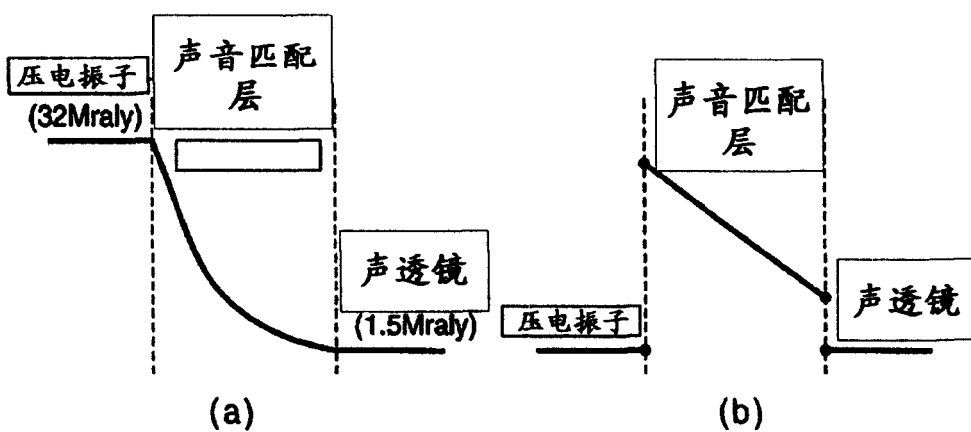 压电振子
(32Mraly)
声音匹配
层
声透镜
(1.5Mraly)
(a)
声音匹配
层
压电振子
声透镜
(b)